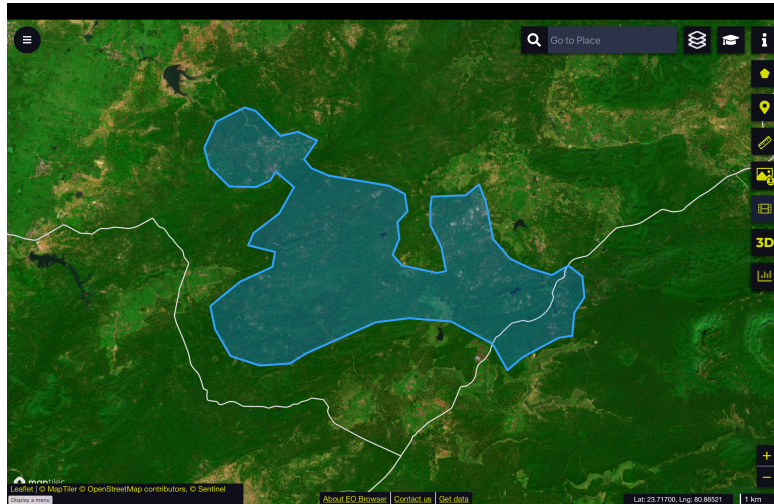 Go to Place
3D
maptiler
Leaflet | © MapTiler © OpenStreetMap contributors, © Sentinel
Display a menu
About EO Browser | Contact us | Get data
Lat: 23.71700, Lng: 80.86521
1 km